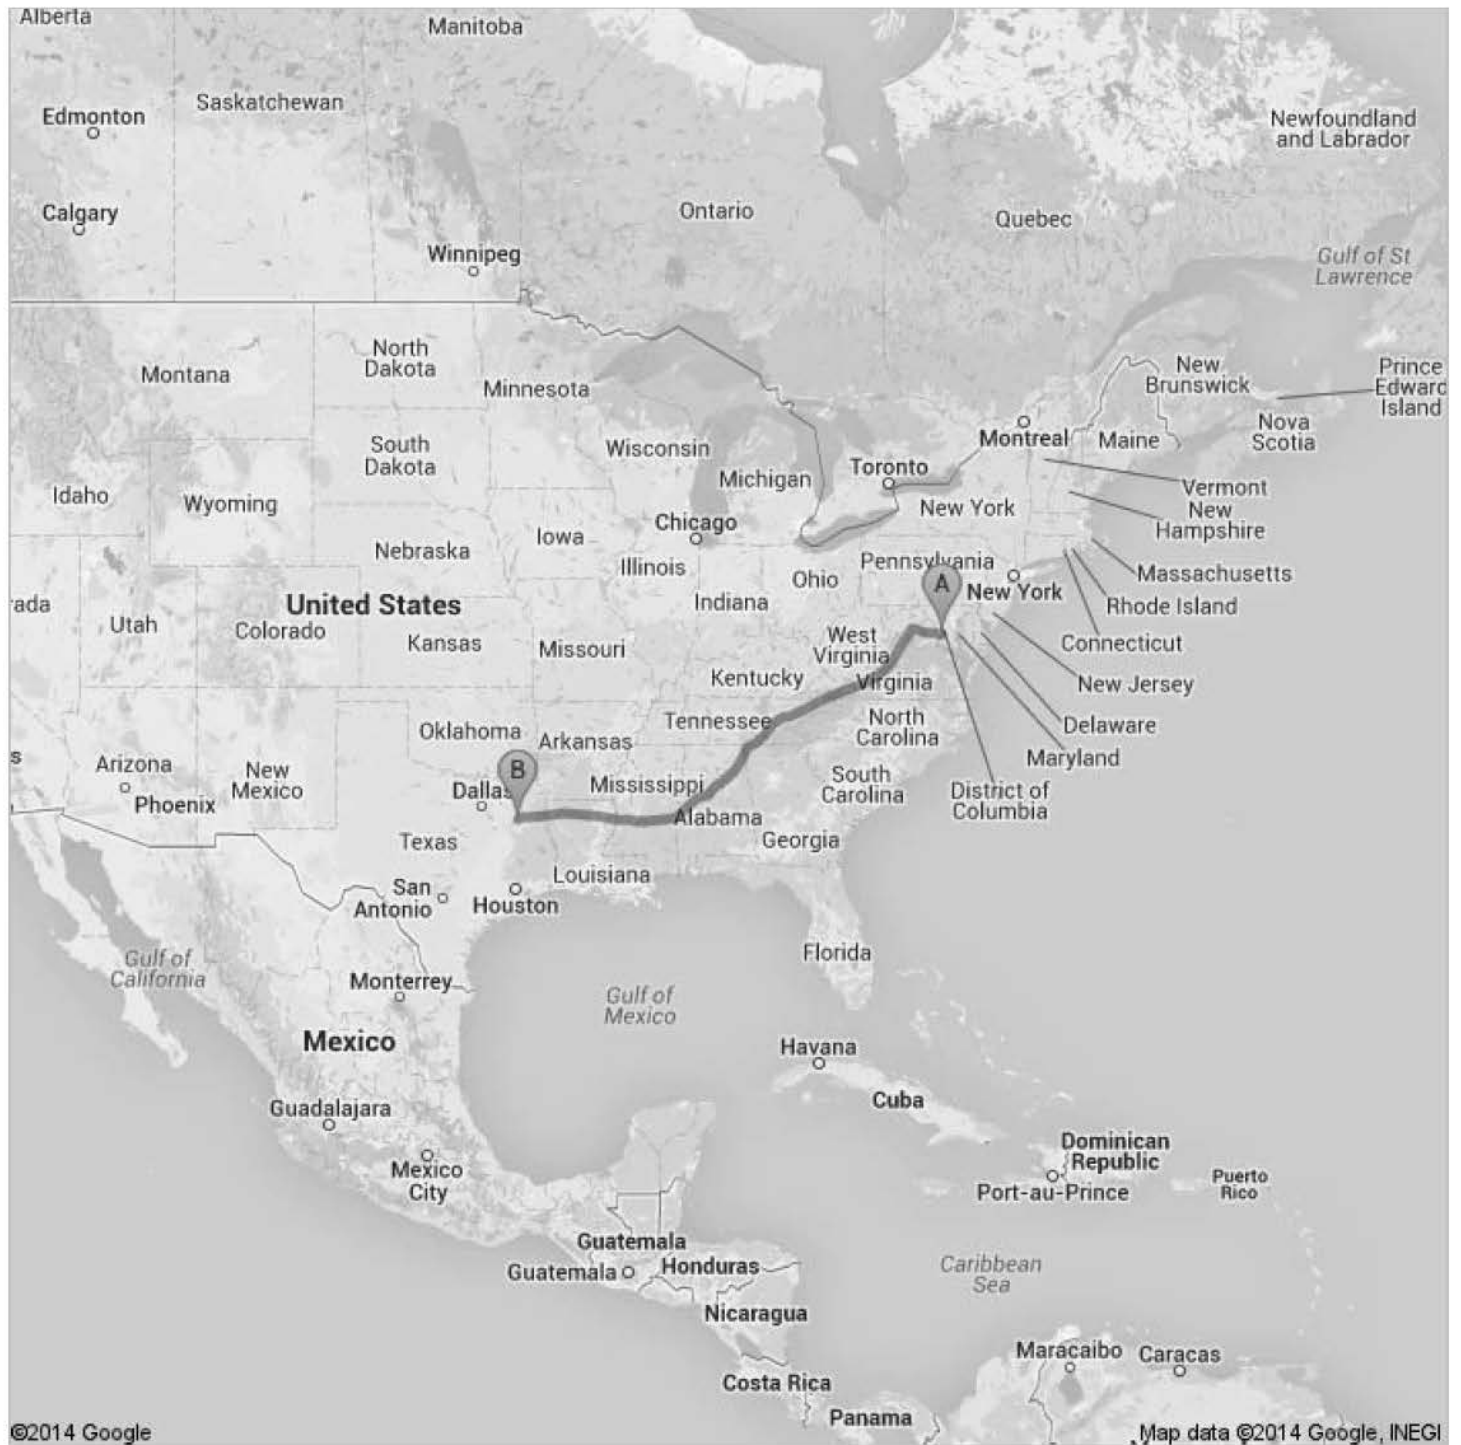 Alberta
Manitoba
Saskatchewan
Edmonton
Newfoundland
and Labrador
Calgary
Ontario
Quebec
Winnipeg
Gulf of St
Lawrence
North
Dakota
Montana
Minnesota
New
Brunswick
Prince
Edward
Island
Nova
Scotia
Montreal
Maine
South
Dakota
Wisconsin
Michigan
Toronto
Vermont
Idaho
Wyoming
New York
New
Hampshire
Chicago
Iowa
Nebraska
Illinois
Ohio
Pennsylvania
Massachusetts
A
New York
Indiana
Rhode Island
ada
United States
Utah
Colorado
Kansas
Missouri
West
Virginia
Connecticut
Kentucky
Virginia
New Jersey
Tennessee
North
Carolina
Delaware
Oklahoma
Arkansas
Maryland
s
Arizona
New
Mexico
B
Dallas
Mississippi
South
Carolina
District of
Columbia
Phoenix
Alabama
Texas
Georgia
Louisiana
San
Antonio
Houston
Florida
Gulf of
California
Monterrey
Gulf of
Mexico
Mexico
Havana
Cuba
Guadalajara
Dominican
Republic
Mexico
City
Port-au-Prince
Puerto
Rico
Guatemala
Guatemala
Honduras
Caribbean
Sea
Nicaragua
Maracaibo
Caracas
Costa Rica
Panama
©2014 Google
Map data ©2014 Google, INEGI